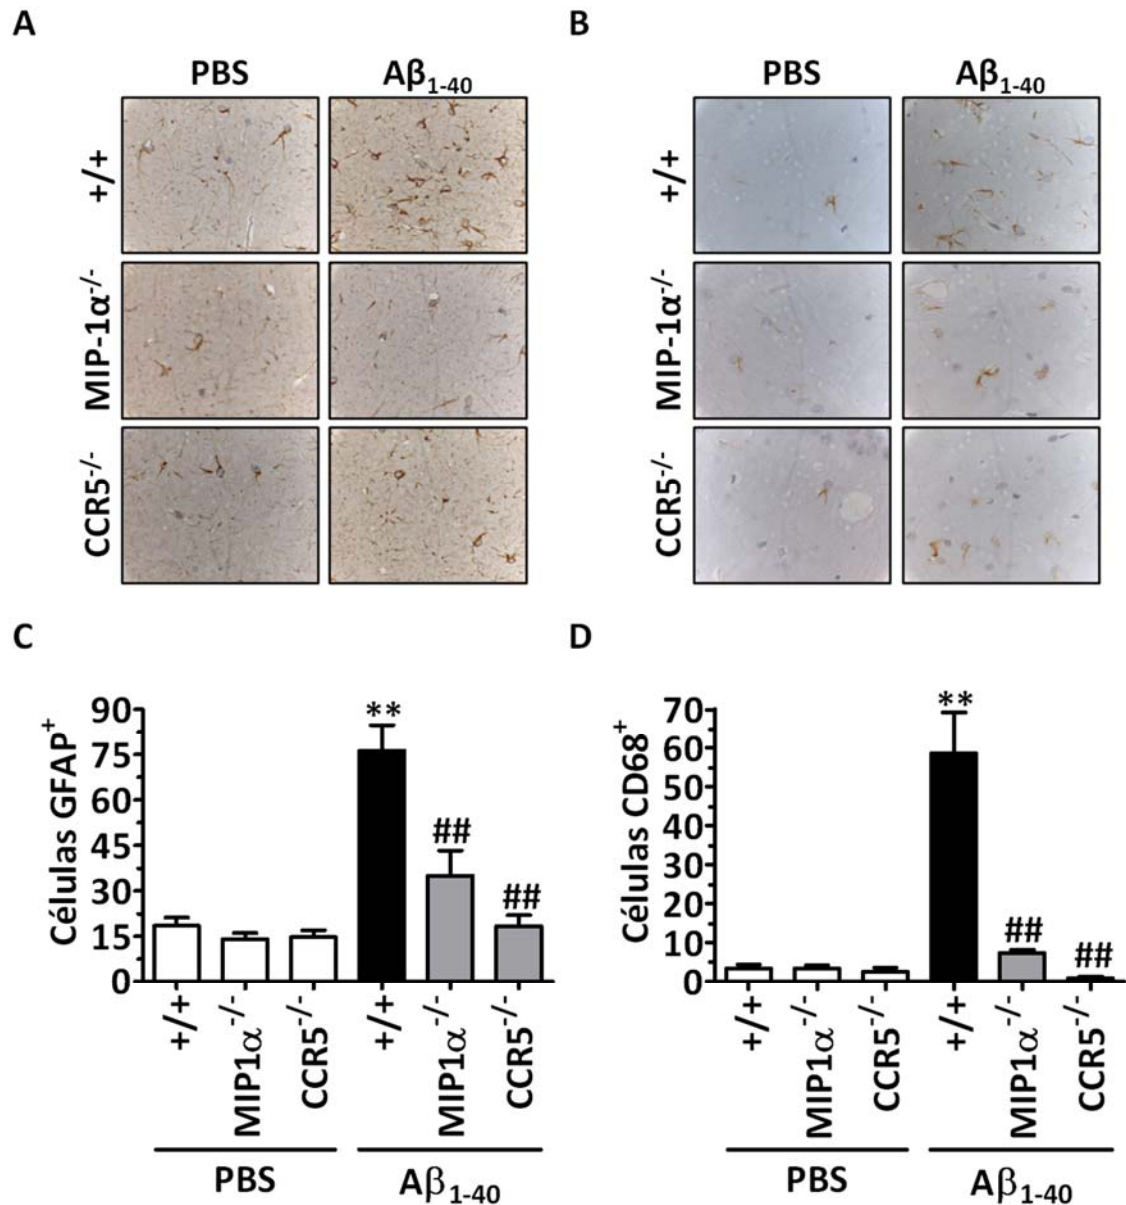 A
B
PBS
Aβ1-40
PBS
Aβ1-40
+/+
MIP-1α-/-
CCR5-/-
+/+
MIP-1α-/-
CCR5-/-
C
D
Células GFAP+
90
75
60
45
30
15
0
**
##
##
+/+
MIP1α-/-
CCR5-/-
+/+
MIP1α-/-
CCR5-/-
PBS
Aβ1-40
Células CD68+
70
60
50
40
30
20
10
0
**
##
##
+/+
MIP1α-/-
CCR5-/-
+/+
MIP1α-/-
CCR5-/-
PBS
Aβ1-40